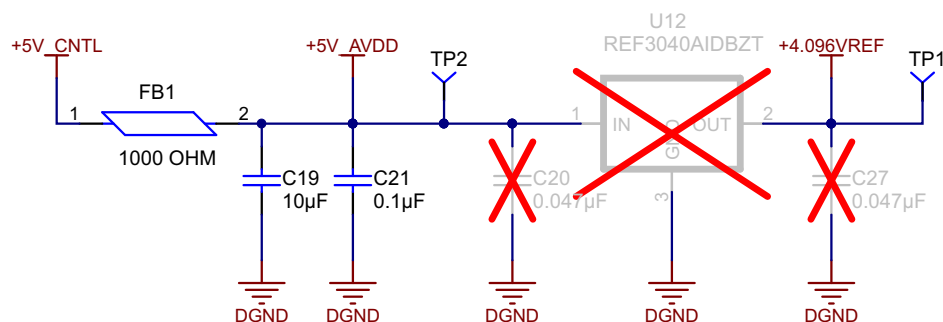 U12
REF3040AIDBZT
+5V_CNTL
+5V_AVDD
TP2
+4.096VREF
TP1
FB1
1
2
1
IN
GND
OUT
2
1000 OHM
C19
10µF
C21
0.1µF
C20
0.047µF
3
C27
0.047µF
DGND
DGND
DGND
DGND
DGND